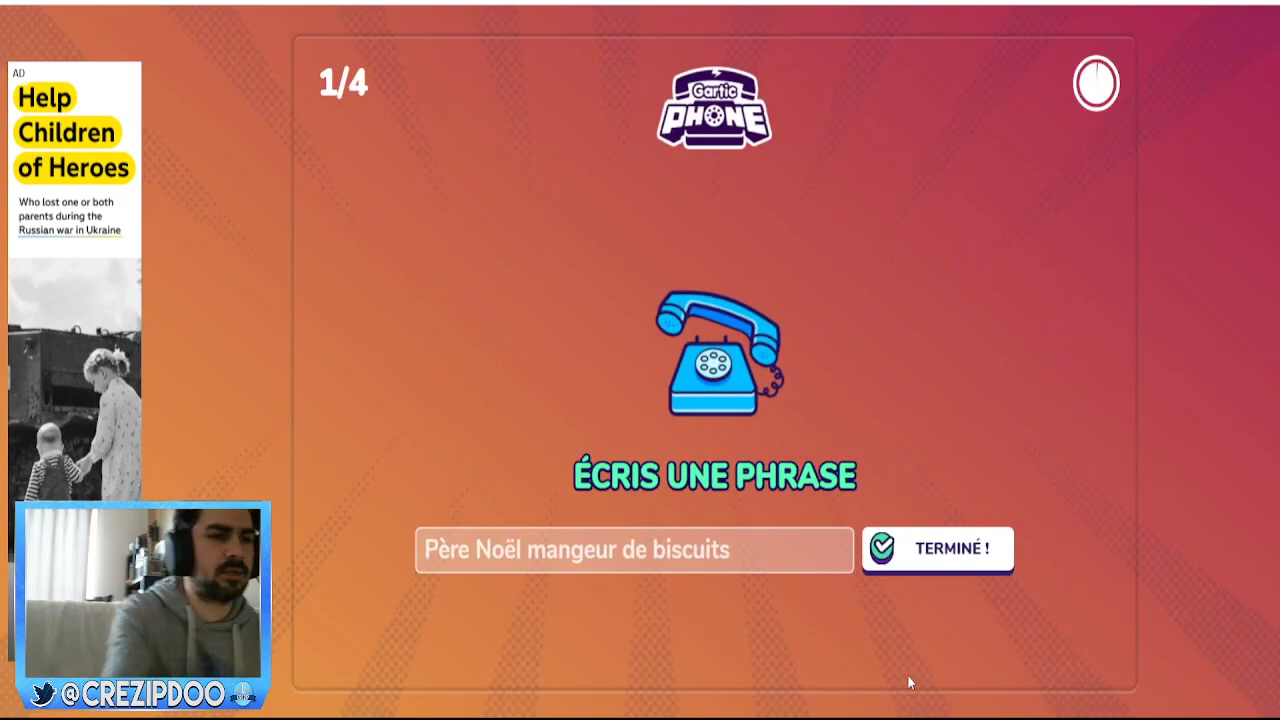 AD
Help
Children
of Heroes
Who lost one or both
parents during the
Russian war in Ukraine
1/4
Gartic
PHONE
ÉCRIS UNE PHRASE
Père Noël mangeur de biscuits
TERMINÉ !
@CREZIPDOO